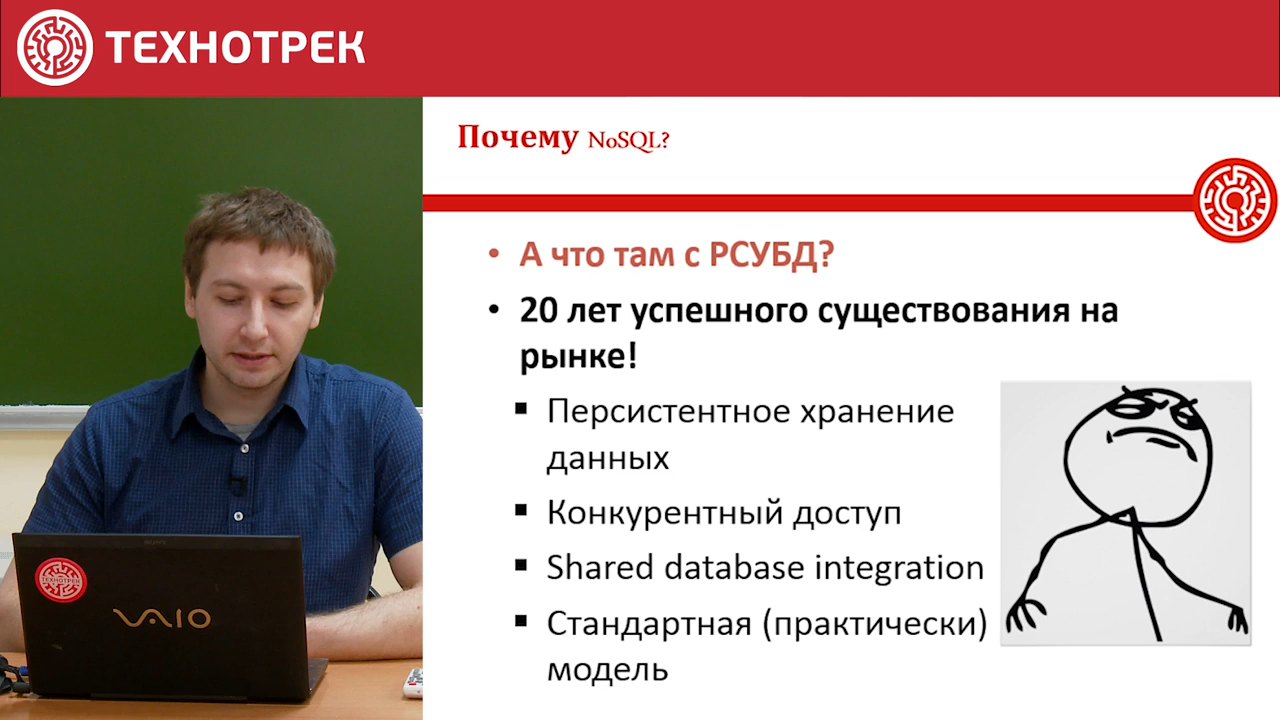 ТЕХНОТРЕК
Почему NoSQL?
А что там с РСУБД?
20 лет успешного существования на
рынке!
Персистентное хранение
данных
Конкурентный доступ
Shared database integration
Стандартная (практически)
модель
ТЕХНОТРЕК
VAIO